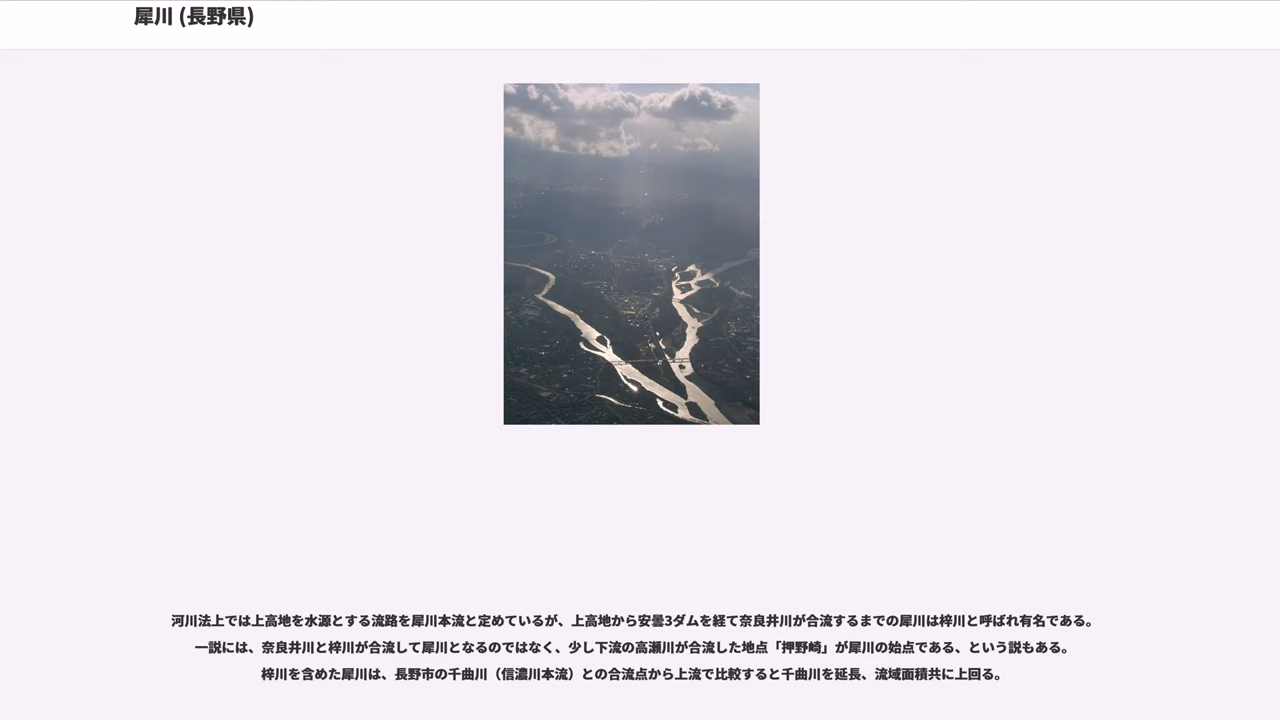 犀川 (長野県)
河川法上では上高地を水源とする流路を犀川本流と定めているが、上高地から安曇3ダムを経て奈良井川が合流するまでの犀川は梓川と呼ばれ有名である。
一説には、奈良井川と梓川が合流して犀川となるのではなく、少し下流の高瀬川が合流した地点「押野崎」が犀川の始点である、という説もある。
梓川を含めた犀川は、長野市の千曲川（信濃川本流）との合流点から上流で比較すると千曲川を延長、流域面積共に上回る。